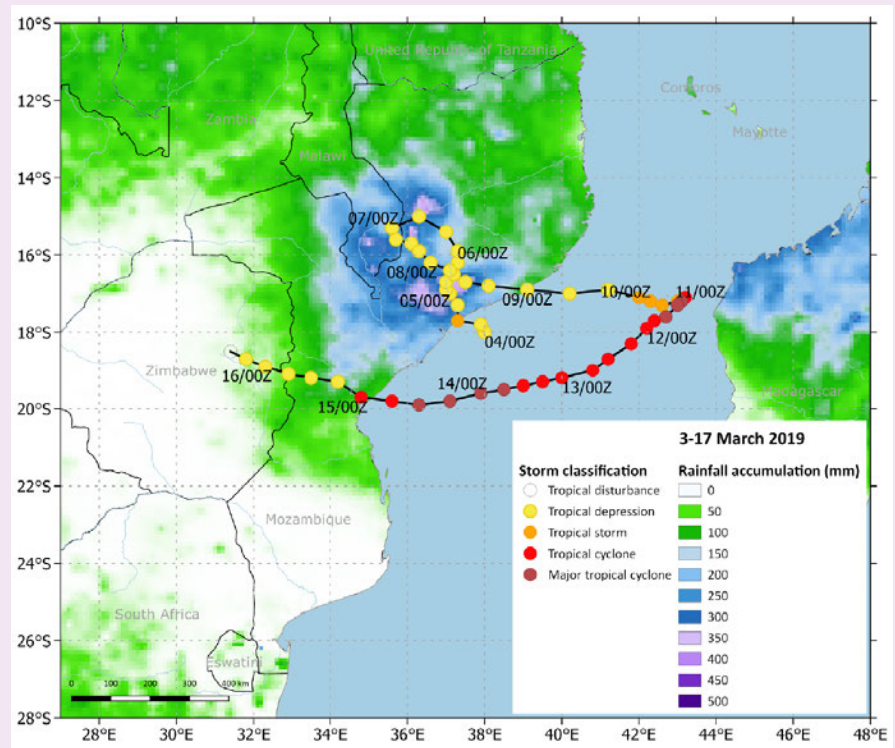 10°S
12°S
14°S
16°S
18°S
20°S
22°S
24°S
26°S
28°S
28°E
30°E
32°E
34°E
36°E
38°E
40°E
42°E
44°E
46°E
48°E
United Republic of Tanzania
Comoros
Mayotte
Zambia
Malawi
07/00Z
06/00Z
08/00Z
05/00Z
09/00Z
10/00Z
11/00Z
04/00Z
12/00Z
Zimbabwe
16/00Z
15/00Z
14/00Z
13/00Z
Madagascar
Mozambique
South Africa
Eswatini
0 100 200 300 400 km
3-17 March 2019
Storm classification
Tropical disturbance
Tropical depression
Tropical storm
Tropical cyclone
Major tropical cyclone
Rainfall accumulation (mm)
0
50
100
150
200
250
300
350
400
450
500